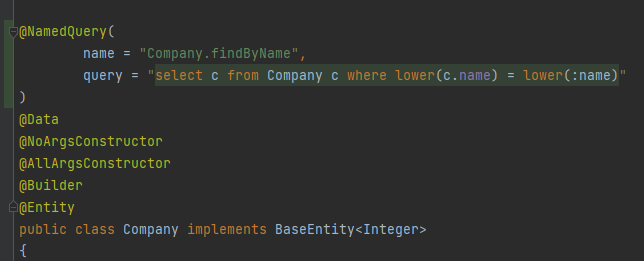 @NamedQuery(
        name = "Company.findByName",
        query = "select c from Company c where lower(c.name) = lower(:name)"
)
@Data
@NoArgsConstructor
@AllArgsConstructor
@Builder
@Entity
public class Company implements BaseEntity<Integer>
{